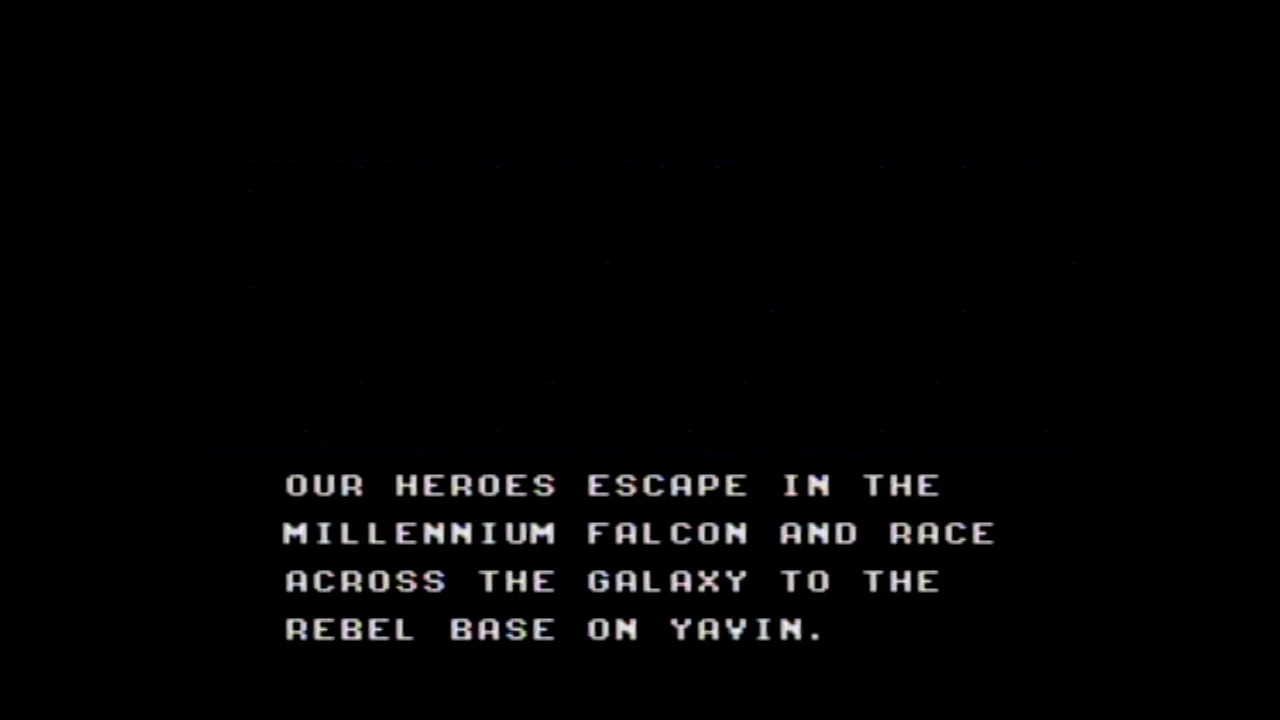 OUR HEROES ESCAPE IN THE
MILLENNIUM FALCON AND RACE
ACROSS THE GALAXY TO THE
REBEL BASE ON YAVIN.